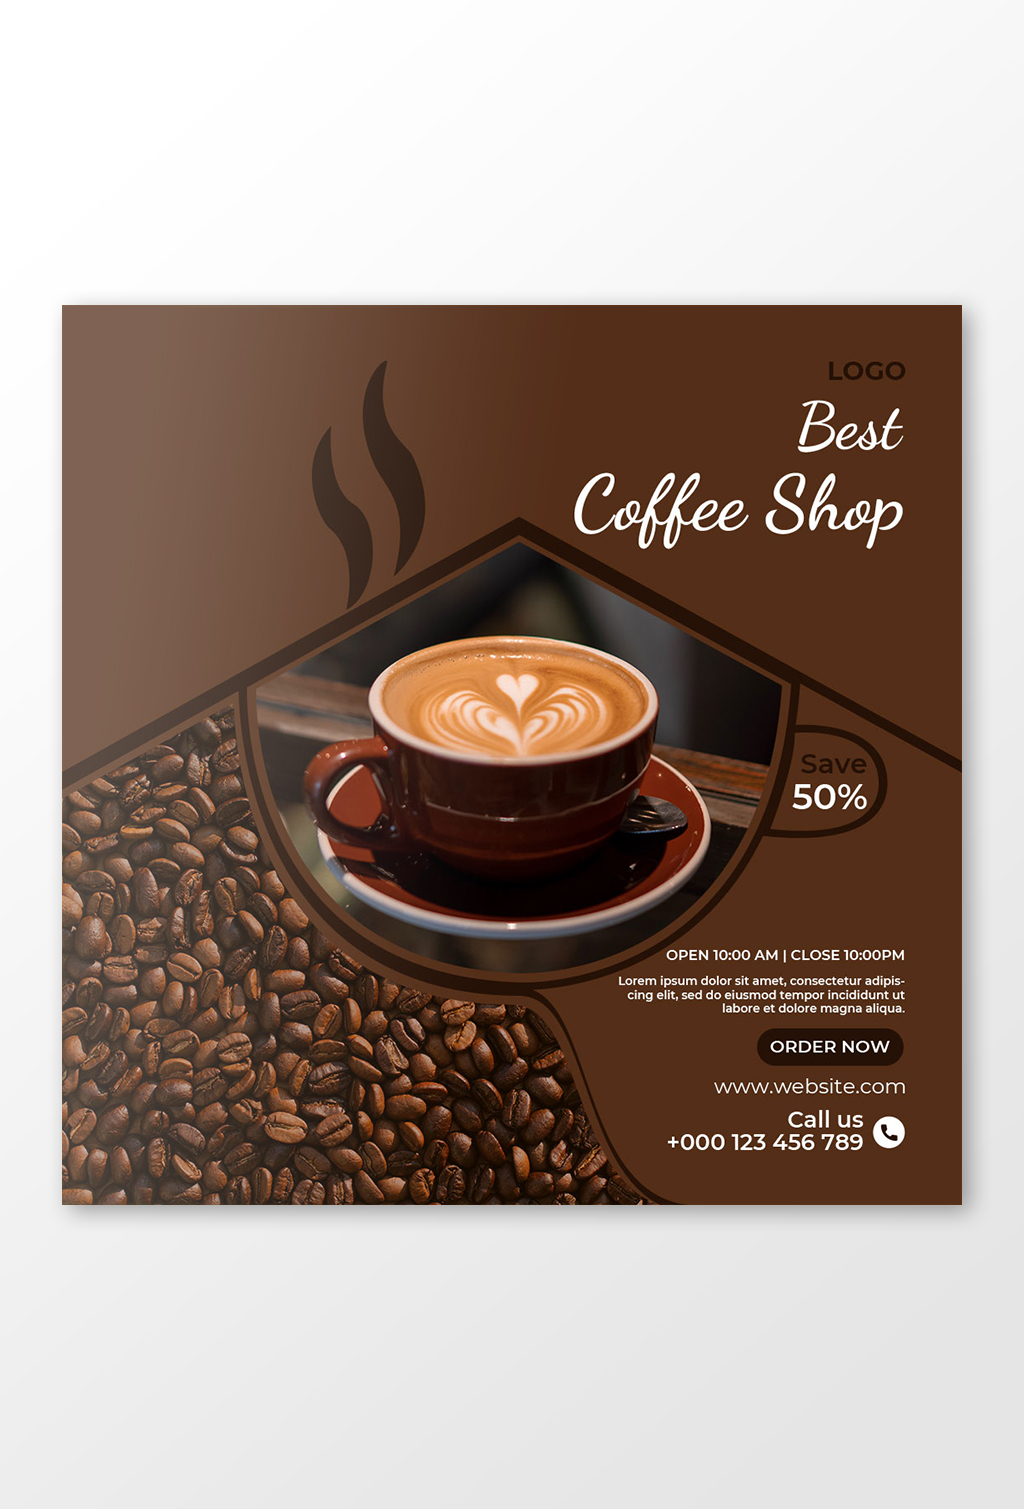 LOGO
Best
Coffee Shop
Save
50%
OPEN 10:00 AM | CLOSE 10:00PM
Lorem ipsum dolor sit amet, consectetur adipis-
cing elit, sed do eiusmod tempor incididunt ut
labore et dolore magna aliqua.
ORDER NOW
www.website.com
Call us
+000 123 456 789